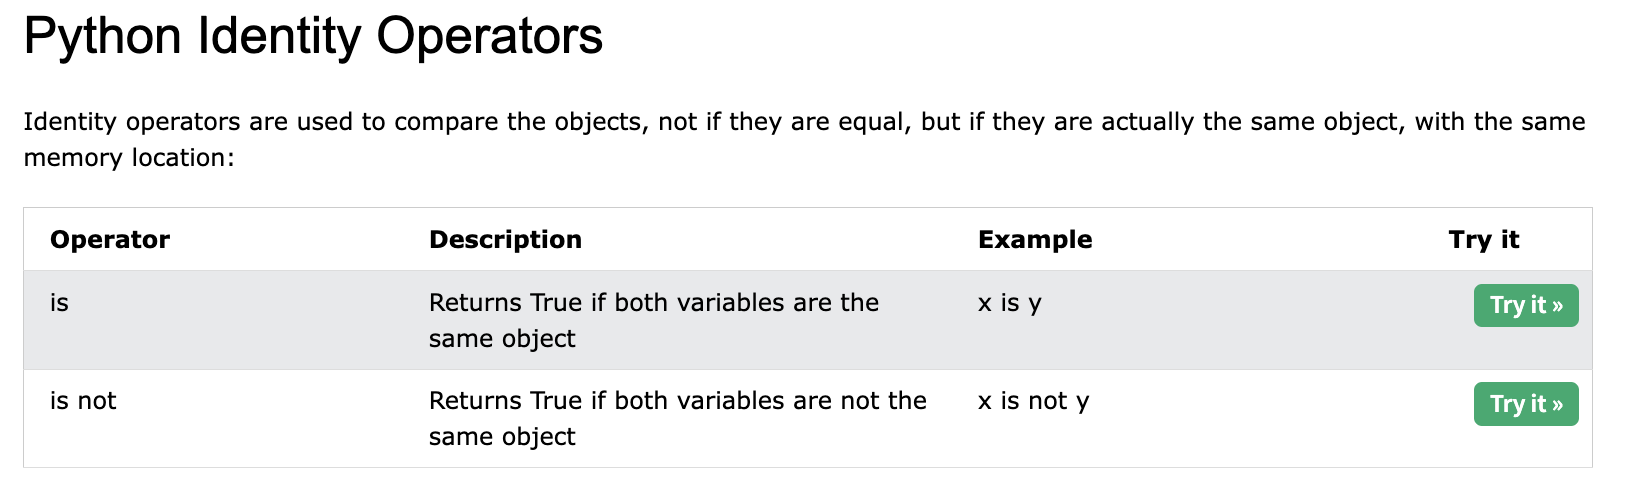 Python Identity Operators
Identity operators are used to compare the objects, not if they are equal, but if they are actually the same object, with the same
memory location:
Operator Description Example Try it
is Returns True if both variables are the x is y Try it »
same object
is not Returns True if both variables are not the x is not y Try it »
same object